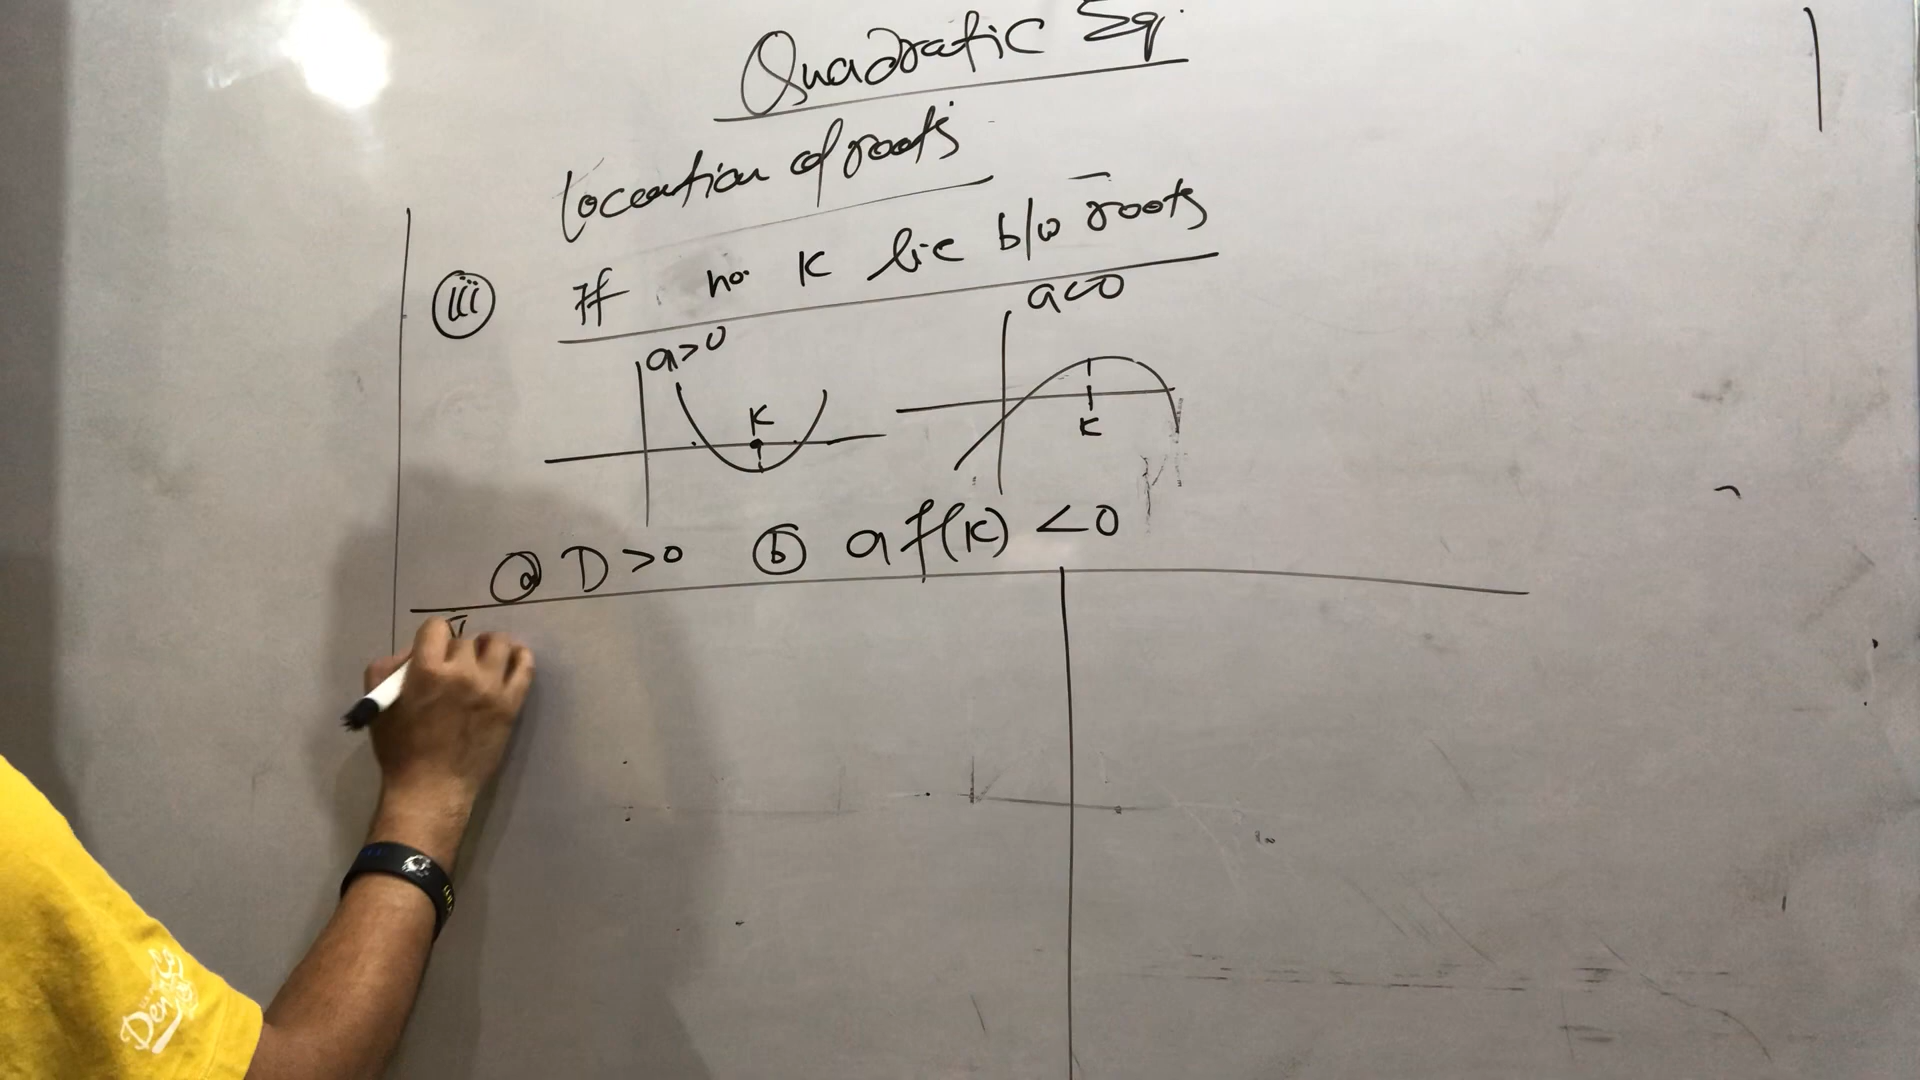 Quadratic Eq.
Location of roots
(iii) If no. K lie b/w roots
a>0
a<0
K
K
(a) D >0 (b) a f(K) <0